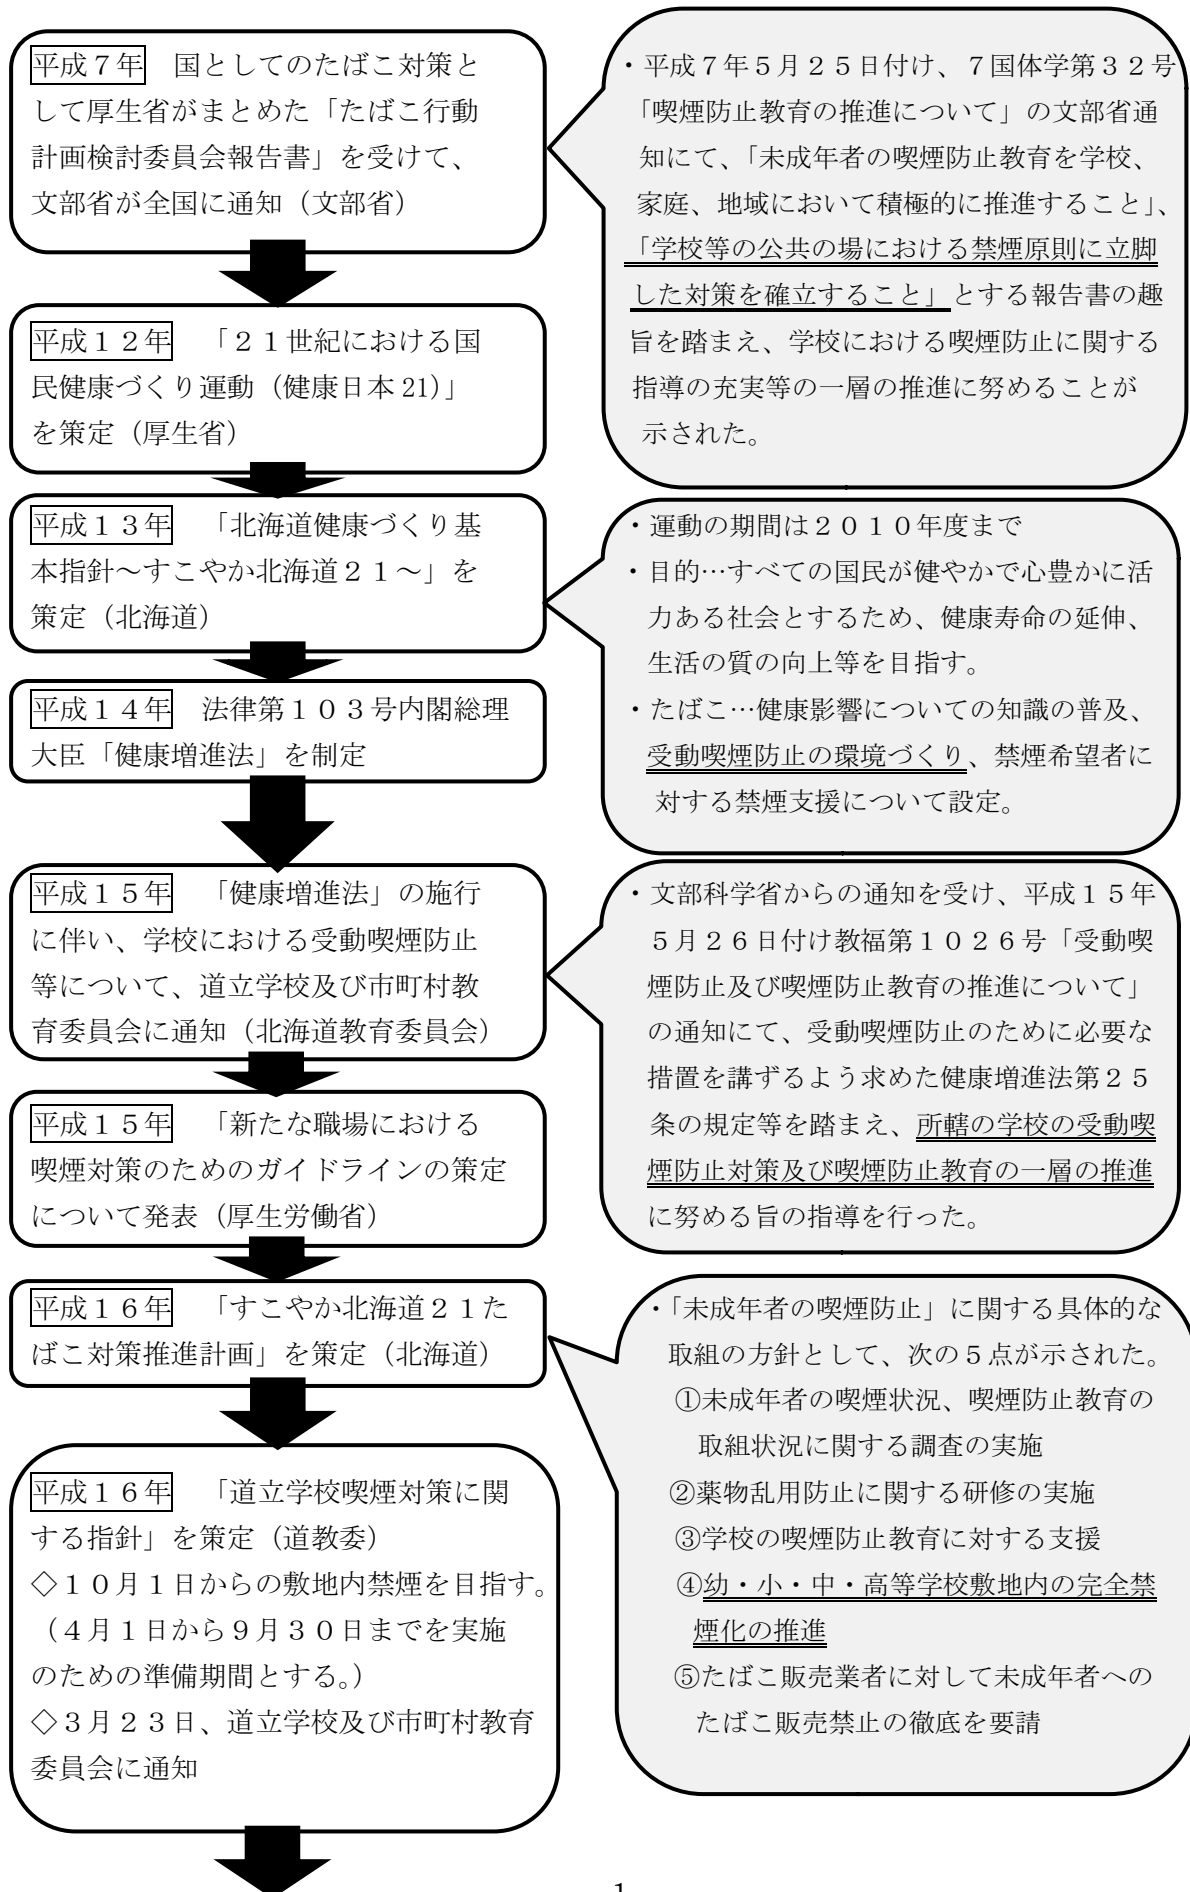 平成７年　国としてのたばこ対策と
して厚生省がまとめた「たばこ行動
計画検討委員会報告書」を受けて、
文部省が全国に通知（文部省）
・平成７年５月２５日付け、７国体学第３２号
「喫煙防止教育の推進について」の文部省通
知にて、「未成年者の喫煙防止教育を学校、
家庭、地域において積極的に推進すること」、
「学校等の公共の場における禁煙原則に立脚
した対策を確立すること」とする報告書の趣
旨を踏まえ、学校における喫煙防止に関する
指導の充実等の一層の推進に努めることが
示された。
平成１２年　「２１世紀における国
民健康づくり運動（健康日本 21）」
を策定（厚生省）
平成１３年　「北海道健康づくり基
本指針～すこやか北海道２１～」を
策定（北海道）
・運動の期間は２０１０年度まで
・目的…すべての国民が健やかで心豊かに活
力ある社会とするため、健康寿命の延伸、
生活の質の向上等を目指す。
・たばこ…健康影響についての知識の普及、
受動喫煙防止の環境づくり、禁煙希望者に
対する禁煙支援について設定。
平成１４年　法律第１０３号内閣総理
大臣「健康増進法」を制定
平成１５年　「健康増進法」の施行
に伴い、学校における受動喫煙防止
等について、道立学校及び市町村教
育委員会に通知（北海道教育委員会）
・文部科学省からの通知を受け、平成１５年
５月２６日付け教福第１０２６号「受動喫
煙防止及び喫煙防止教育の推進について」
の通知にて、受動喫煙防止のために必要な
措置を講ずるよう求めた健康増進法第２５
条の規定等を踏まえ、所轄の学校の受動喫
煙防止対策及び喫煙防止教育の一層の推進
に努める旨の指導を行った。
平成１５年　「新たな職場における
喫煙対策のためのガイドラインの策定
について発表（厚生労働省）
平成１６年　「すこやか北海道２１た
ばこ対策推進計画」を策定（北海道）
・「未成年者の喫煙防止」に関する具体的な
取組の方針として、次の５点が示された。
①未成年者の喫煙状況、喫煙防止教育の
取組状況に関する調査の実施
②薬物乱用防止に関する研修の実施
③学校の喫煙防止教育に対する支援
④幼・小・中・高等学校敷地内の完全禁
煙化の推進
⑤たばこ販売業者に対して未成年者への
たばこ販売禁止の徹底を要請
平成１６年　「道立学校喫煙対策に関
する指針」を策定（道教委）
◇１０月１日からの敷地内禁煙を目指す。
（４月１日から９月３０日までを実施
のための準備期間とする。）
◇３月２３日、道立学校及び市町村教育
委員会に通知
1